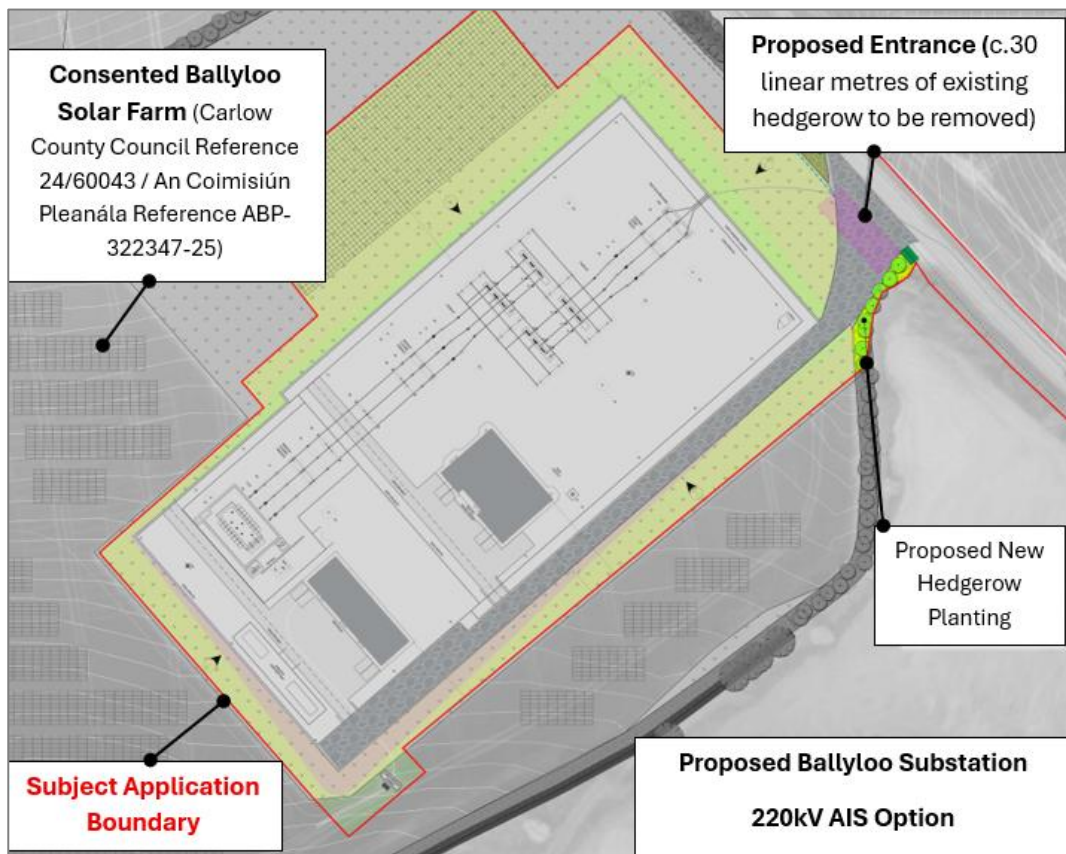 Consented Ballyloo
Solar Farm (Carlow
County Council Reference
24/60043 / An Coimisiún
Pleanála Reference ABP-
322347-25)
Proposed Entrance (c.30
linear metres of existing
hedgerow to be removed)
Proposed New
Hedgerow
Planting
Subject Application
Boundary
Proposed Ballyloo Substation
220kV AIS Option